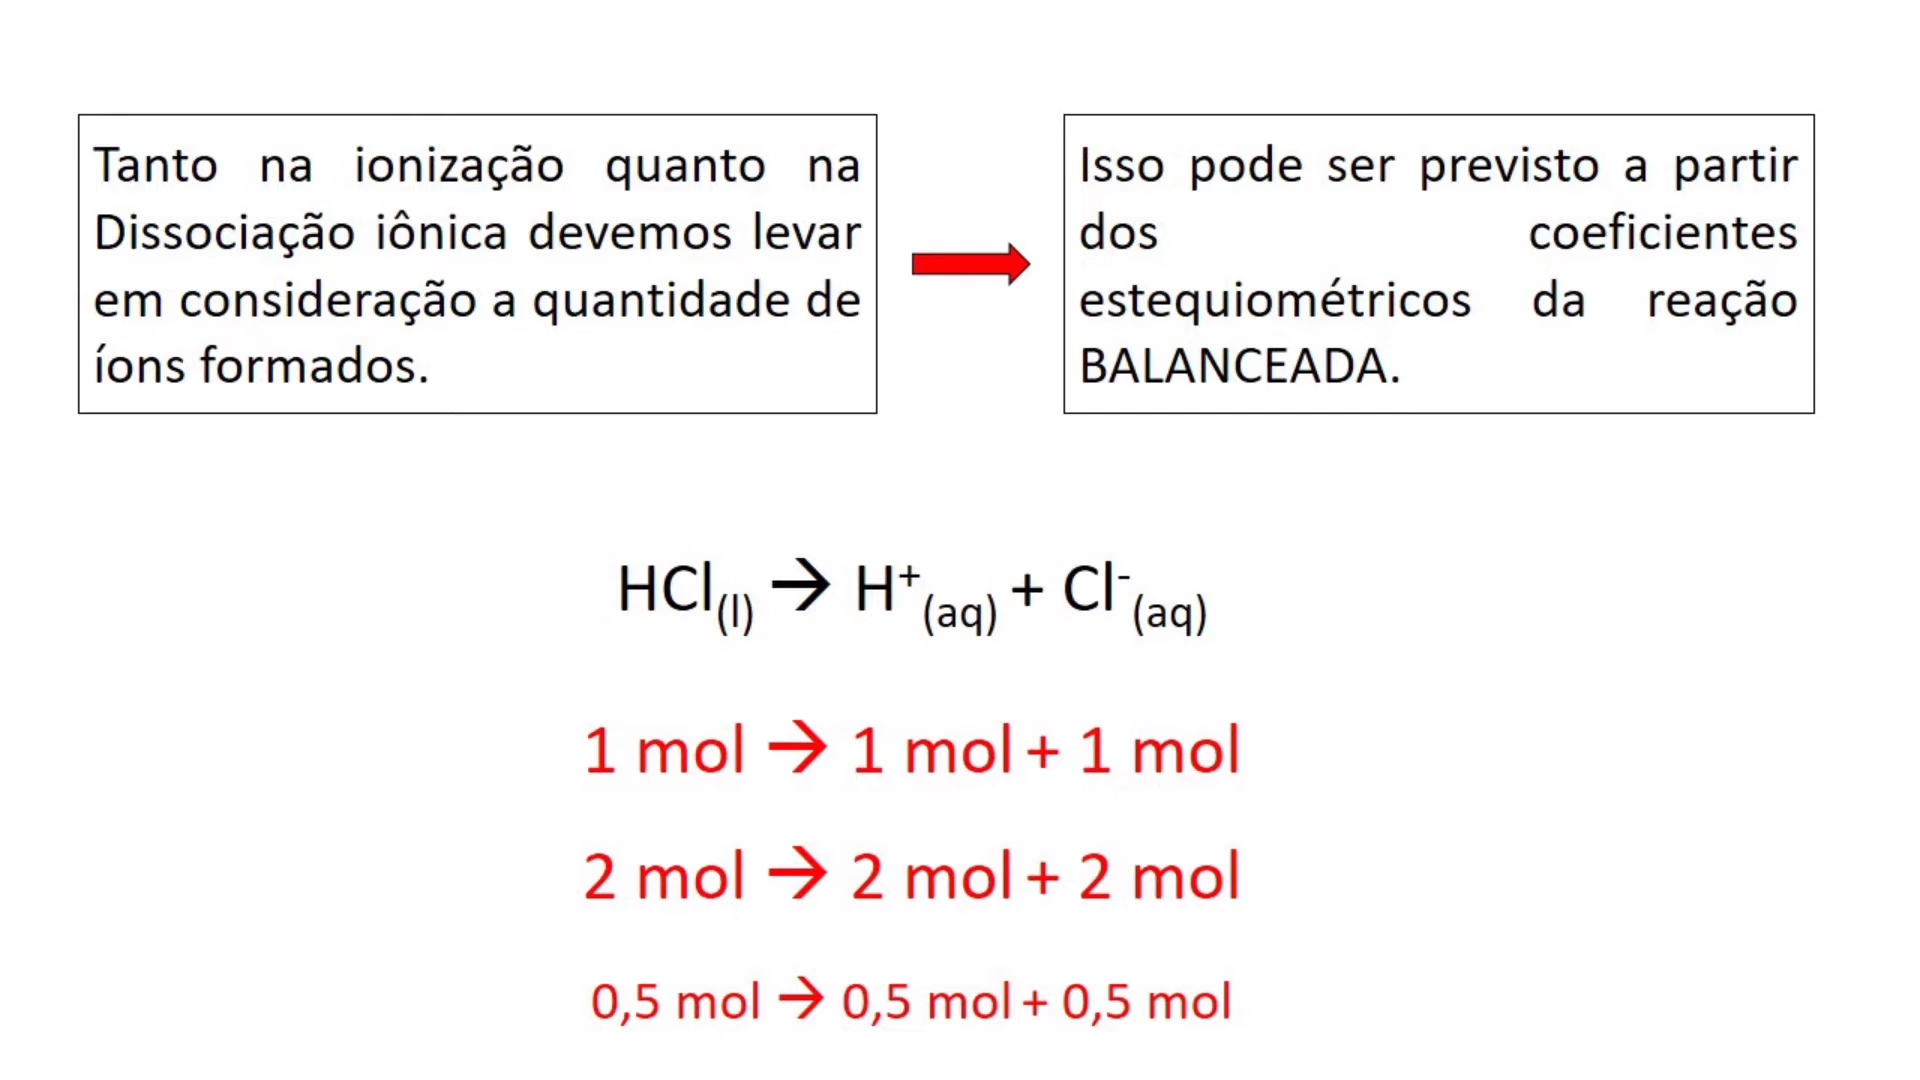 Tanto na ionização quanto na
Dissociação iônica devemos levar
em consideração a quantidade de
íons formados.
Isso pode ser previsto a partir
dos coeficientes
estequiométricos da reação
BALANCEADA.
HCl(l) → H⁺(aq) + Cl⁻(aq)
1 mol → 1 mol + 1 mol
2 mol → 2 mol + 2 mol
0,5 mol → 0,5 mol + 0,5 mol